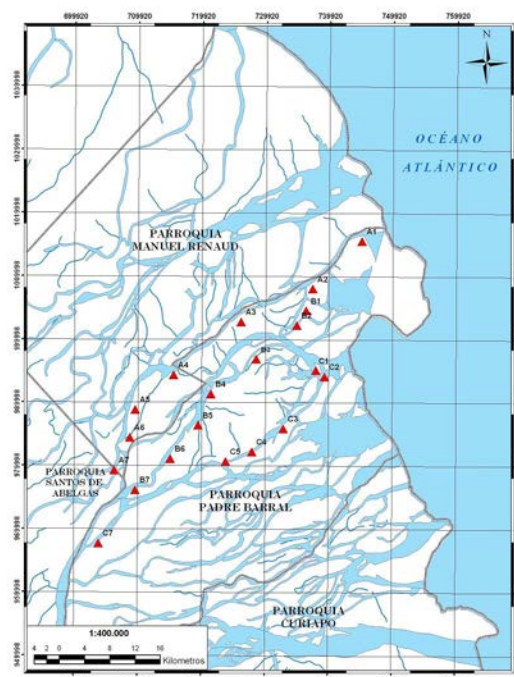 699920 709920 719920 729920 739920 749920 759920
N
1039998
1029998
1019998
1009998
999998
989998
979998
969998
959998
949998
OCÉANO
ATLÁNTICO
PARROQUIA
MANUEL RENAUD
A1
A2
B1
A3
B2
A4
C1
C2
B4
A5
B5
C3
A6
C4
B6
C5
A7
PARROQUIA
SANTOS DE
ABELGAS
B7
PARROQUIA
PADRE BARRAL
C7
PARROQUIA
CURIAPO
1:400.000
4 2 0 4 8 12 16
Kilometros